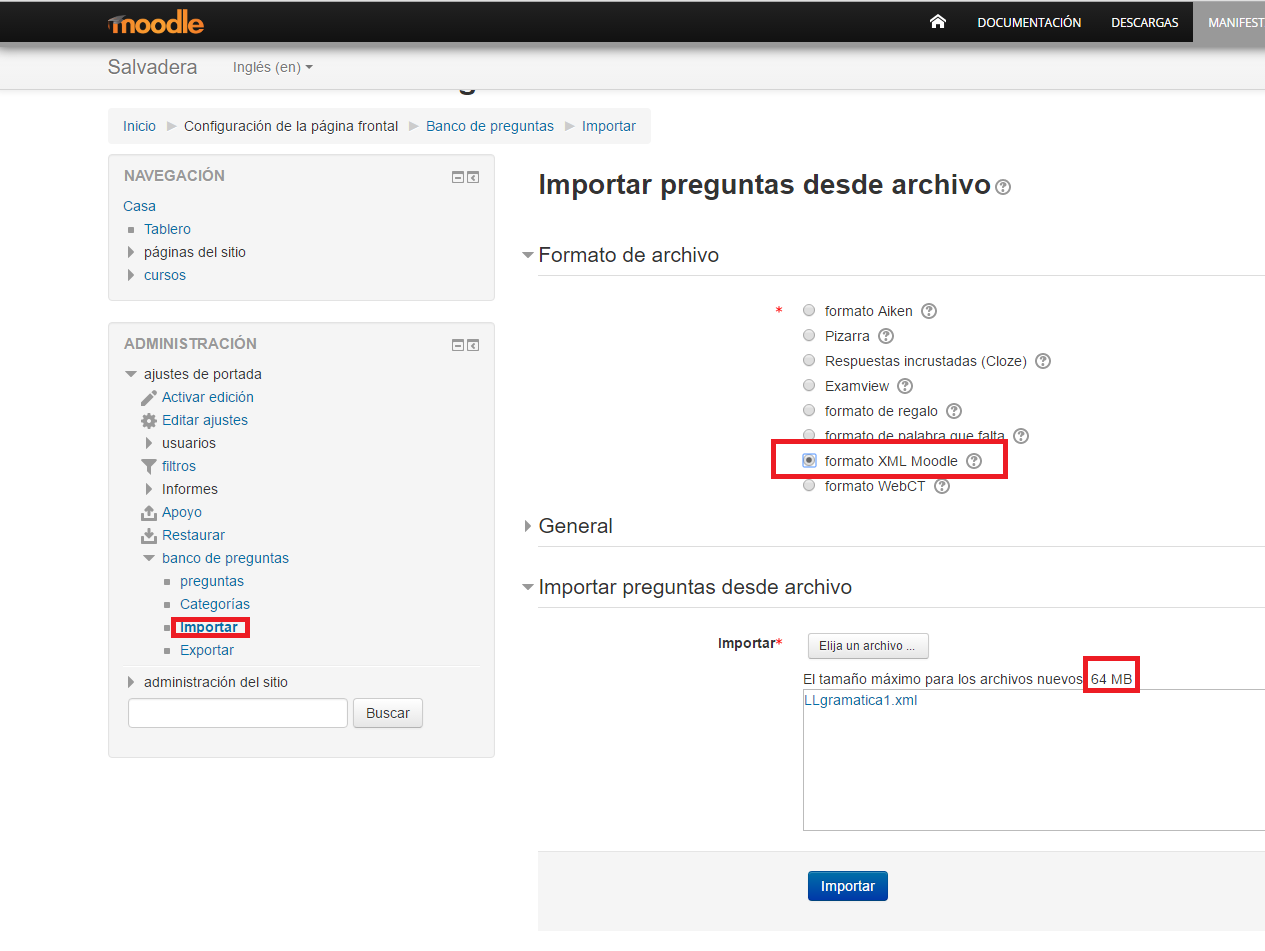 moodle
DOCUMENTACIÓN
DESCARGAS
MANIFEST
Salvadera
Inglés (en)
Inicio
Configuración de la página frontal
Banco de preguntas
Importar
NAVEGACIÓN
Casa
Tablero
páginas del sitio
cursos
ADMINISTRACIÓN
ajustes de portada
Activar edición
Editar ajustes
usuarios
filtros
Informes
Apoyo
Restaurar
banco de preguntas
preguntas
Categorías
Importar
Exportar
administración del sitio
Buscar
Importar preguntas desde archivo
Formato de archivo
* formato Aiken
Pizarra
Respuestas incrustadas (Cloze)
Examview
formato de regalo
formato de palabra que falta
formato XML Moodle
formato WebCT
General
Importar preguntas desde archivo
Importar* Elija un archivo ...
El tamaño máximo para los archivos nuevos: 64 MB
LLgramatica1.xml
Importar